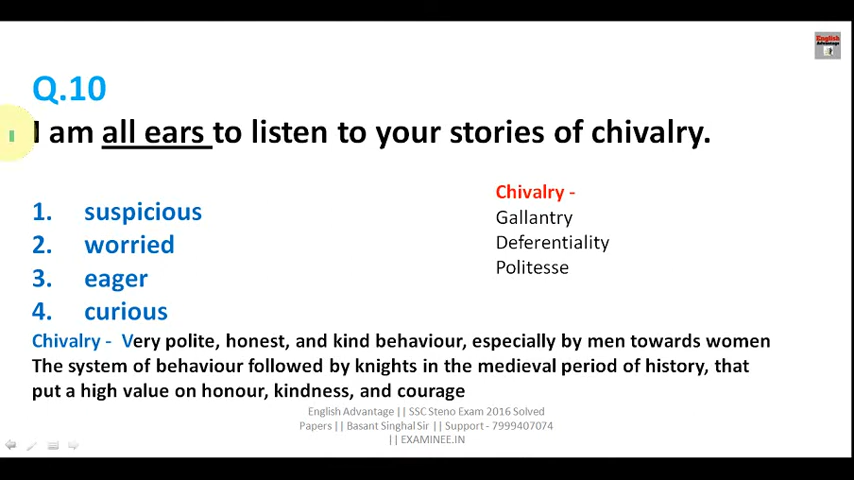 English
Advantage
Q.10
I am all ears to listen to your stories of chivalry.
1. suspicious
2. worried
3. eager
4. curious
Chivalry -
Gallantry
Deferentiality
Politesse
Chivalry - Very polite, honest, and kind behaviour, especially by men towards women
The system of behaviour followed by knights in the medieval period of history, that
put a high value on honour, kindness, and courage
English Advantage || SSC Steno Exam 2016 Solved
Papers || Basant Singhal Sir || Support - 7999407074
|| EXAMINEE.IN